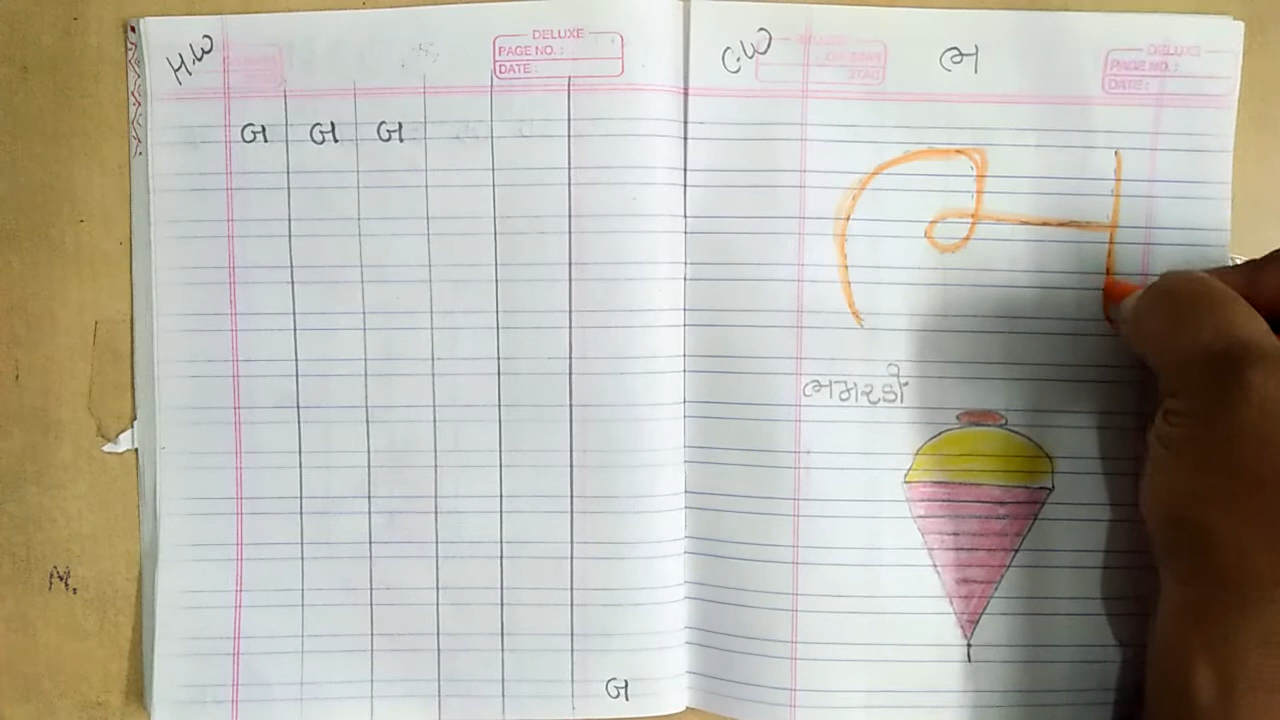 H.W
DELUXE
PAGE NO. :
DATE :
બ બ બ
બ
C.W
ભ
DELUXE
PAGE NO. :
DATE :
ભ
ભમરડો
M.